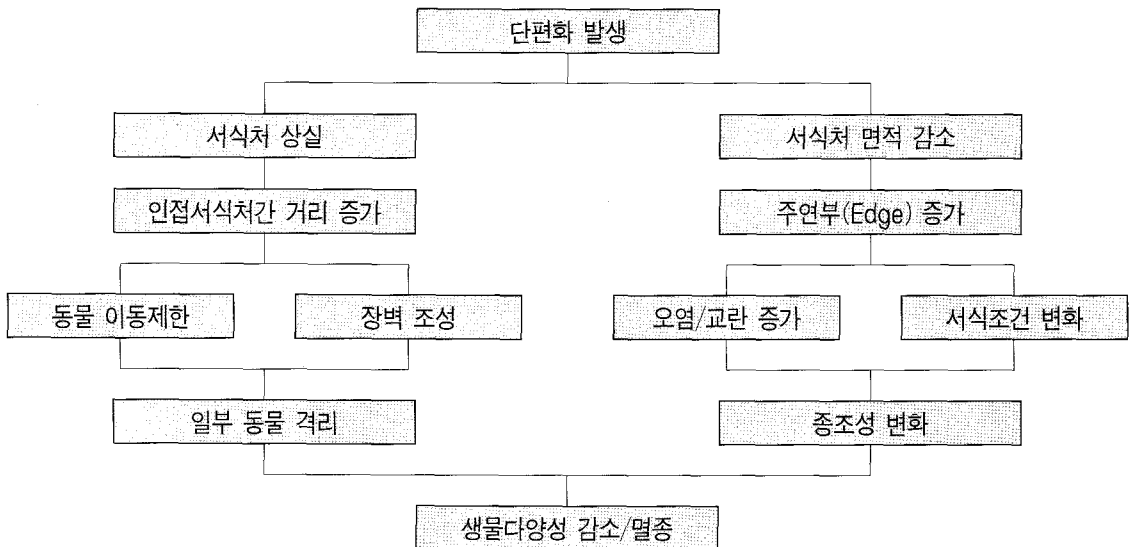 단편화 발생
서식처 상실
서식처 면적 감소
인접서식처간 거리 증가
주연부(Edge) 증가
동물 이동제한
장벽 조성
오염/교란 증가
서식조건 변화
일부 동물 격리
종조성 변화
생물다양성 감소/멸종